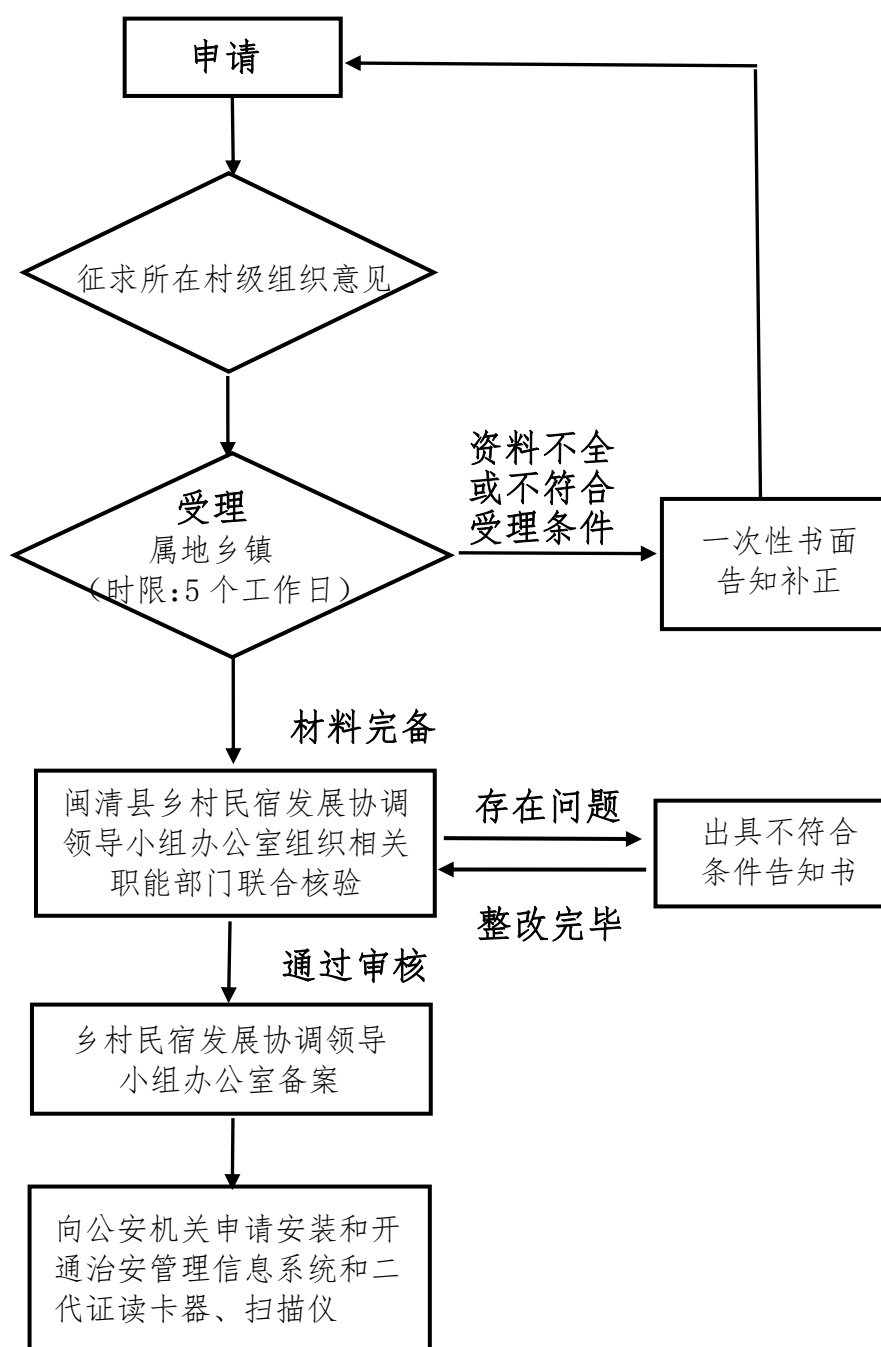 申请
征求所在村级组织意见
受理
属地乡镇
（时限:5 个工作日）
资料不全
或不符合
受理条件
一次性书面
告知补正
材料完备
闽清县乡村民宿发展协调
领导小组办公室组织相关
职能部门联合核验
存在问题
整改完毕
出具不符合
条件告知书
通过审核
乡村民宿发展协调领导
小组办公室备案
向公安机关申请安装和开
通治安管理信息系统和二
代证读卡器、扫描仪